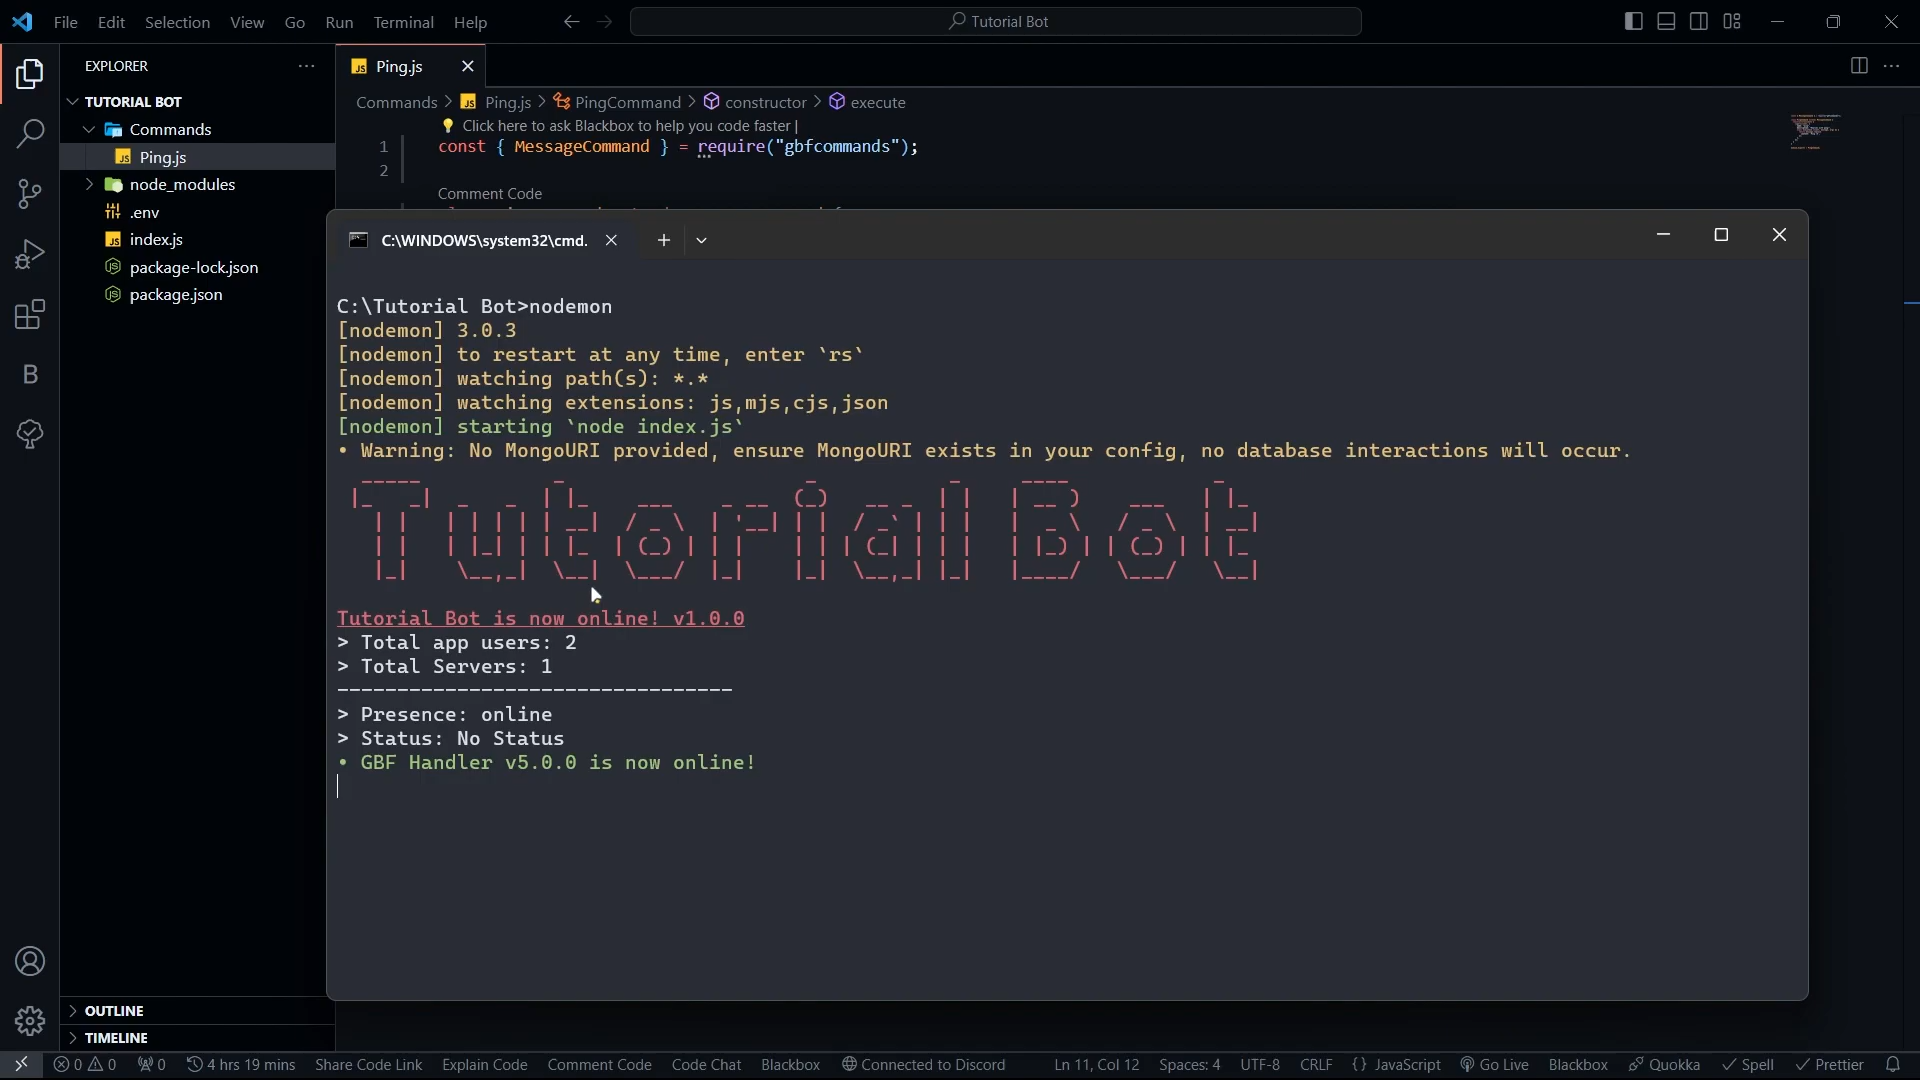 File Edit Selection View Go Run Terminal Help
Tutorial Bot
EXPLORER
TUTORIAL BOT
Commands
Ping.js
node_modules
.env
index.js
package-lock.json
package.json
OUTLINE
TIMELINE
Ping.js
Commands > Ping.js > PingCommand > constructor > execute
Click here to ask Blackbox to help you code faster |
1 const { MessageCommand } = require("gbfcommands");
2
Comment Code
C:\WINDOWS\system32\cmd.
C:\Tutorial Bot>nodemon
[nodemon] 3.0.3
[nodemon] to restart at any time, enter `rs`
[nodemon] watching path(s): *.*
[nodemon] watching extensions: js,mjs,cjs,json
[nodemon] starting `node index.js`
• Warning: No MongoURI provided, ensure MongoURI exists in your config, no database interactions will occur.
Tutorial Bot
Tutorial Bot is now online! v1.0.0
> Total app users: 2
> Total Servers: 1
---------------------------------
> Presence: online
> Status: No Status
• GBF Handler v5.0.0 is now online!
B
0 0 0 4 hrs 19 mins Share Code Link Explain Code Comment Code Code Chat Blackbox Connected to Discord Ln 11, Col 12 Spaces: 4 UTF-8 CRLF {} JavaScript Go Live Blackbox Quokka Spell Prettier